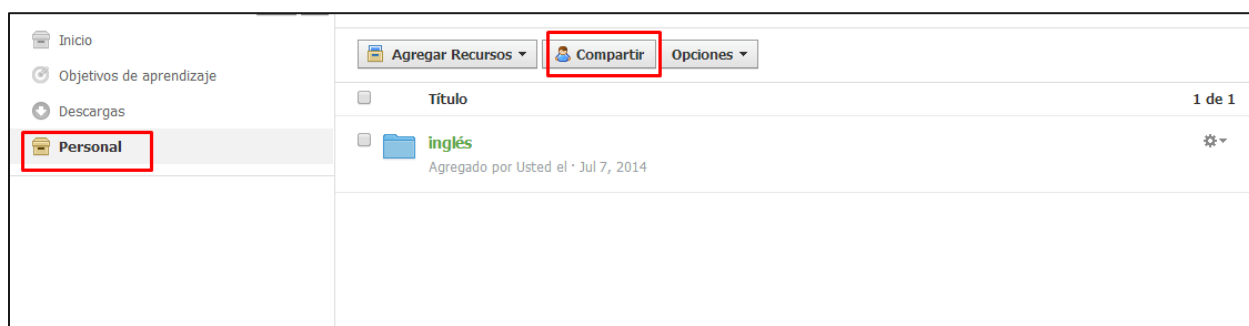 Inicio
Objetivos de aprendizaje
Descargas
Personal
Agregar Recursos Compartir Opciones
Título 1 de 1
inglés
Agregado por Usted el · Jul 7, 2014